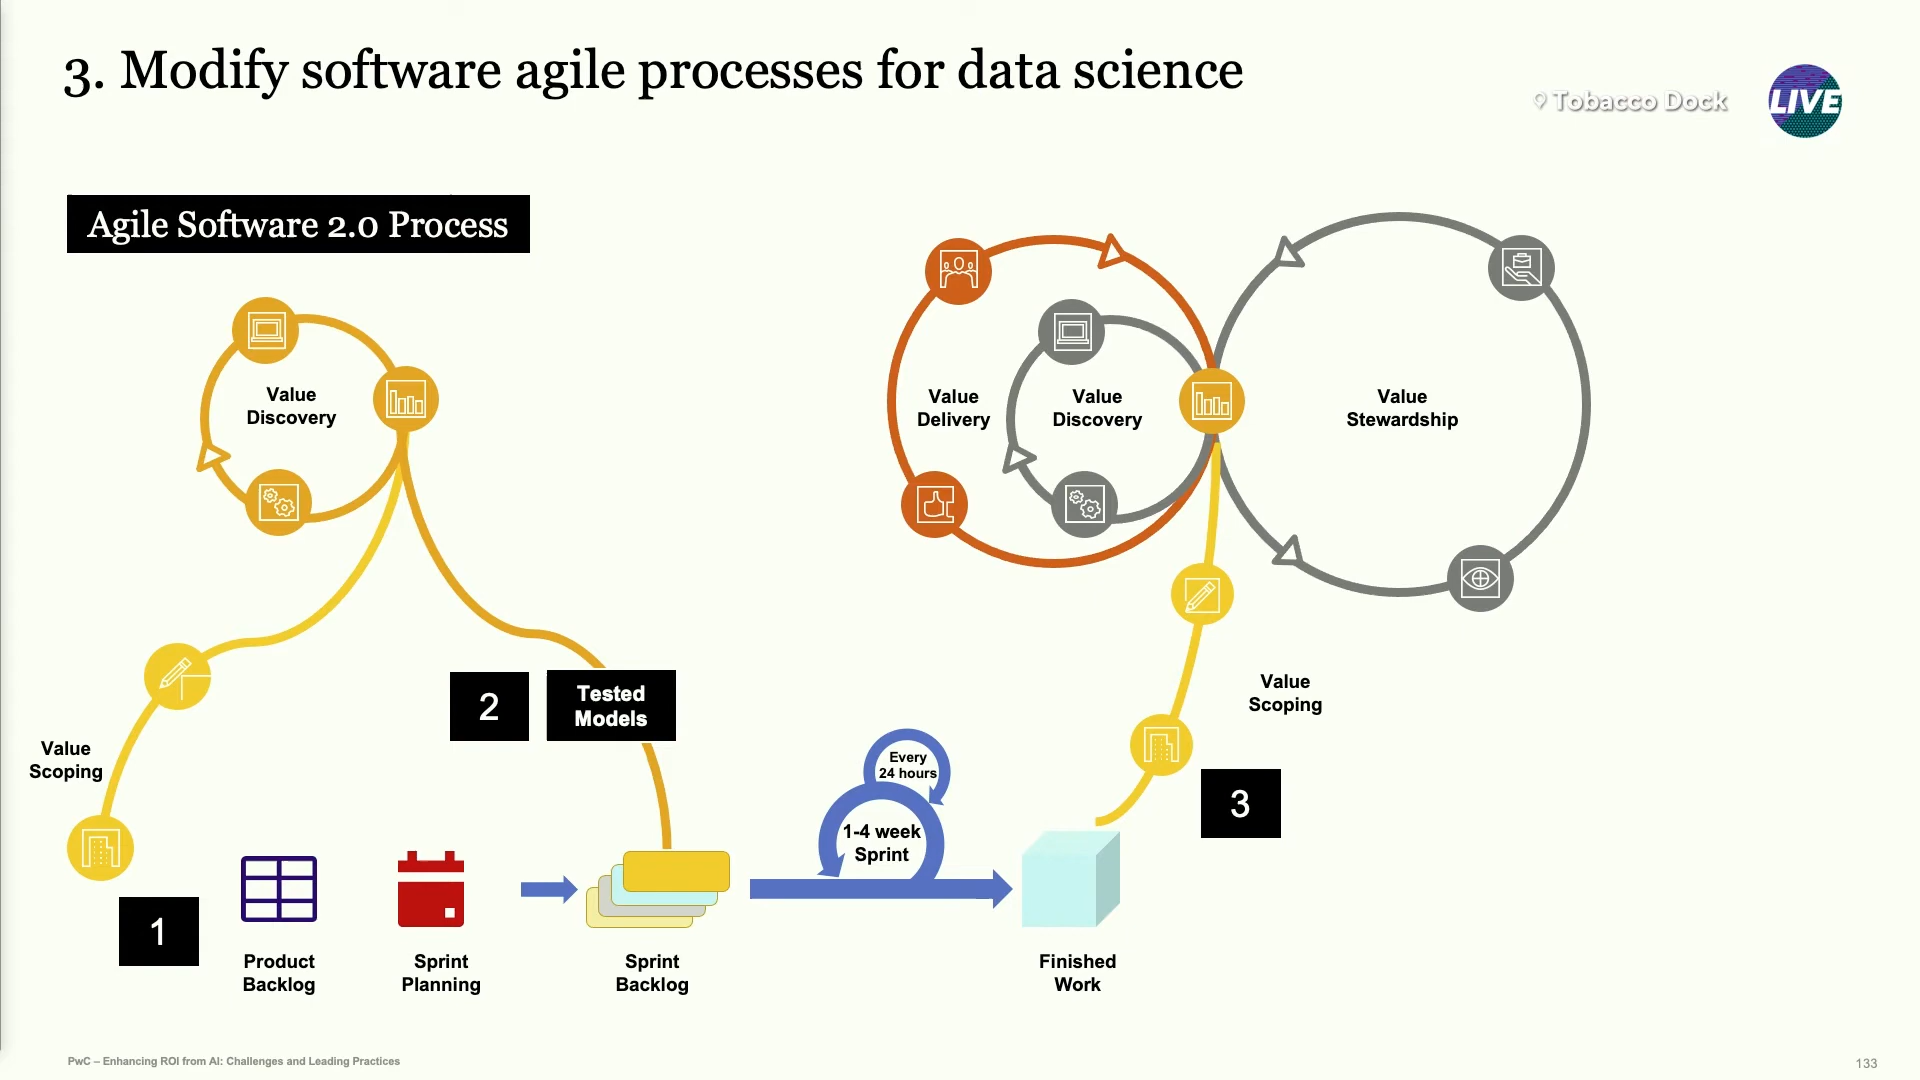 3. Modify software agile processes for data science
Tobacco Dock
LIVE
Agile Software 2.0 Process
Value
Discovery
Value
Delivery
Value
Discovery
Value
Stewardship
2
Tested
Models
Value
Scoping
Value
Scoping
Every
24 hours
1-4 week
Sprint
3
1
Product
Backlog
Sprint
Planning
Sprint
Backlog
Finished
Work
PwC – Enhancing ROI from AI: Challenges and Leading Practices
133